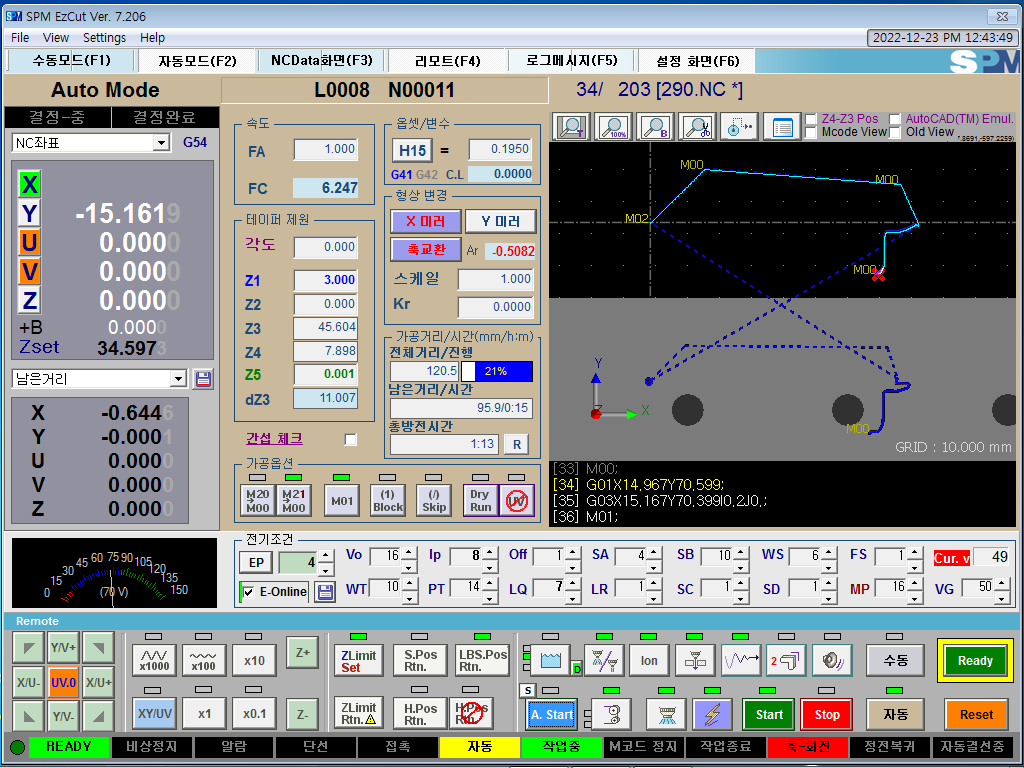 SPM EzCut Ver. 7.206
File View Settings Help
2022-12-23 PM 12:43:49
수동모드(F1) 자동모드(F2) NCData화면(F3) 리모트(F4) 로그메시지(F5) 설정 화면(F6)
SPM
Auto Mode
L0008 N00011
34/ 203 [290.NC *]
결정-중 결정완료
NC좌표 G54
X
Y -15.1619
U 0.0000
V 0.0000
Z 0.0000
+B 0.0000
Zset 34.5973
남은거리
X -0.6446
Y -0.0001
U 0.0000
V 0.0000
Z 0.0000
속도
FA 1.000
FC 6.247
테이퍼 제원
각도 0.000
Z1 3.000
Z2 0.000
Z3 45.604
Z4 7.898
Z5 0.001
dZ3 11.007
간섭 체크
옵셋/변수
H15 = 0.1950
G41 G42 C.L 0.0000
형상 변경
X 미러 Y 미러
축교환 Ar -0.5082
스케일 1.000
Kr 0.0000
가공거리/시간(mm/h:m)
전체거리/진행
120.5 21%
남은거리/시간
95.9/0:15
총방전시간
1:13 R
가공옵션
M20 M00
M21 M00
M01
(1) Block
(/) Skip
Dry Run
UV
T 100% B
Z4-Z3 Pos AutoCAD(TM) Emul.
Mcode View Old View
M00 M00
M02
M00
Y
X
Z
M00
GRID : 10.000 mm
[33] M00;
[34] G01X14.967Y70.599;
[35] G03X15.167Y70.399I0.2J0.;
[36] M01;
0 15 30 45 60 75 90 105 120 135 150
(70 V)
전기조건
EP 4
E-Online
Vo 16 Ip 8 Off 1 SA 4 SB 10 WS 6 FS 1 Cur. v 49
WT 10 PT 14 LQ 7 LR 1 SC 1 SD 1 MP 16 VG 50
Remote
Y/V+
X/U- UV.0 X/U+
Y/V-
x1000 x100 x10 Z+
XY/UV x1 x0.1 Z-
ZLimit Set
S.Pos Rtn.
LBS.Pos Rtn.
ZLimit Rtn.
H.Pos Rtn.
H.Pos Rtn.
D
Ion
2
수동
Ready
S
A. Start
Start
Stop
자동
Reset
READY 비상정지 알람 단선 접촉 자동 작업중 M코드 정지 작업종료 축-회전 정전복귀 자동결선중